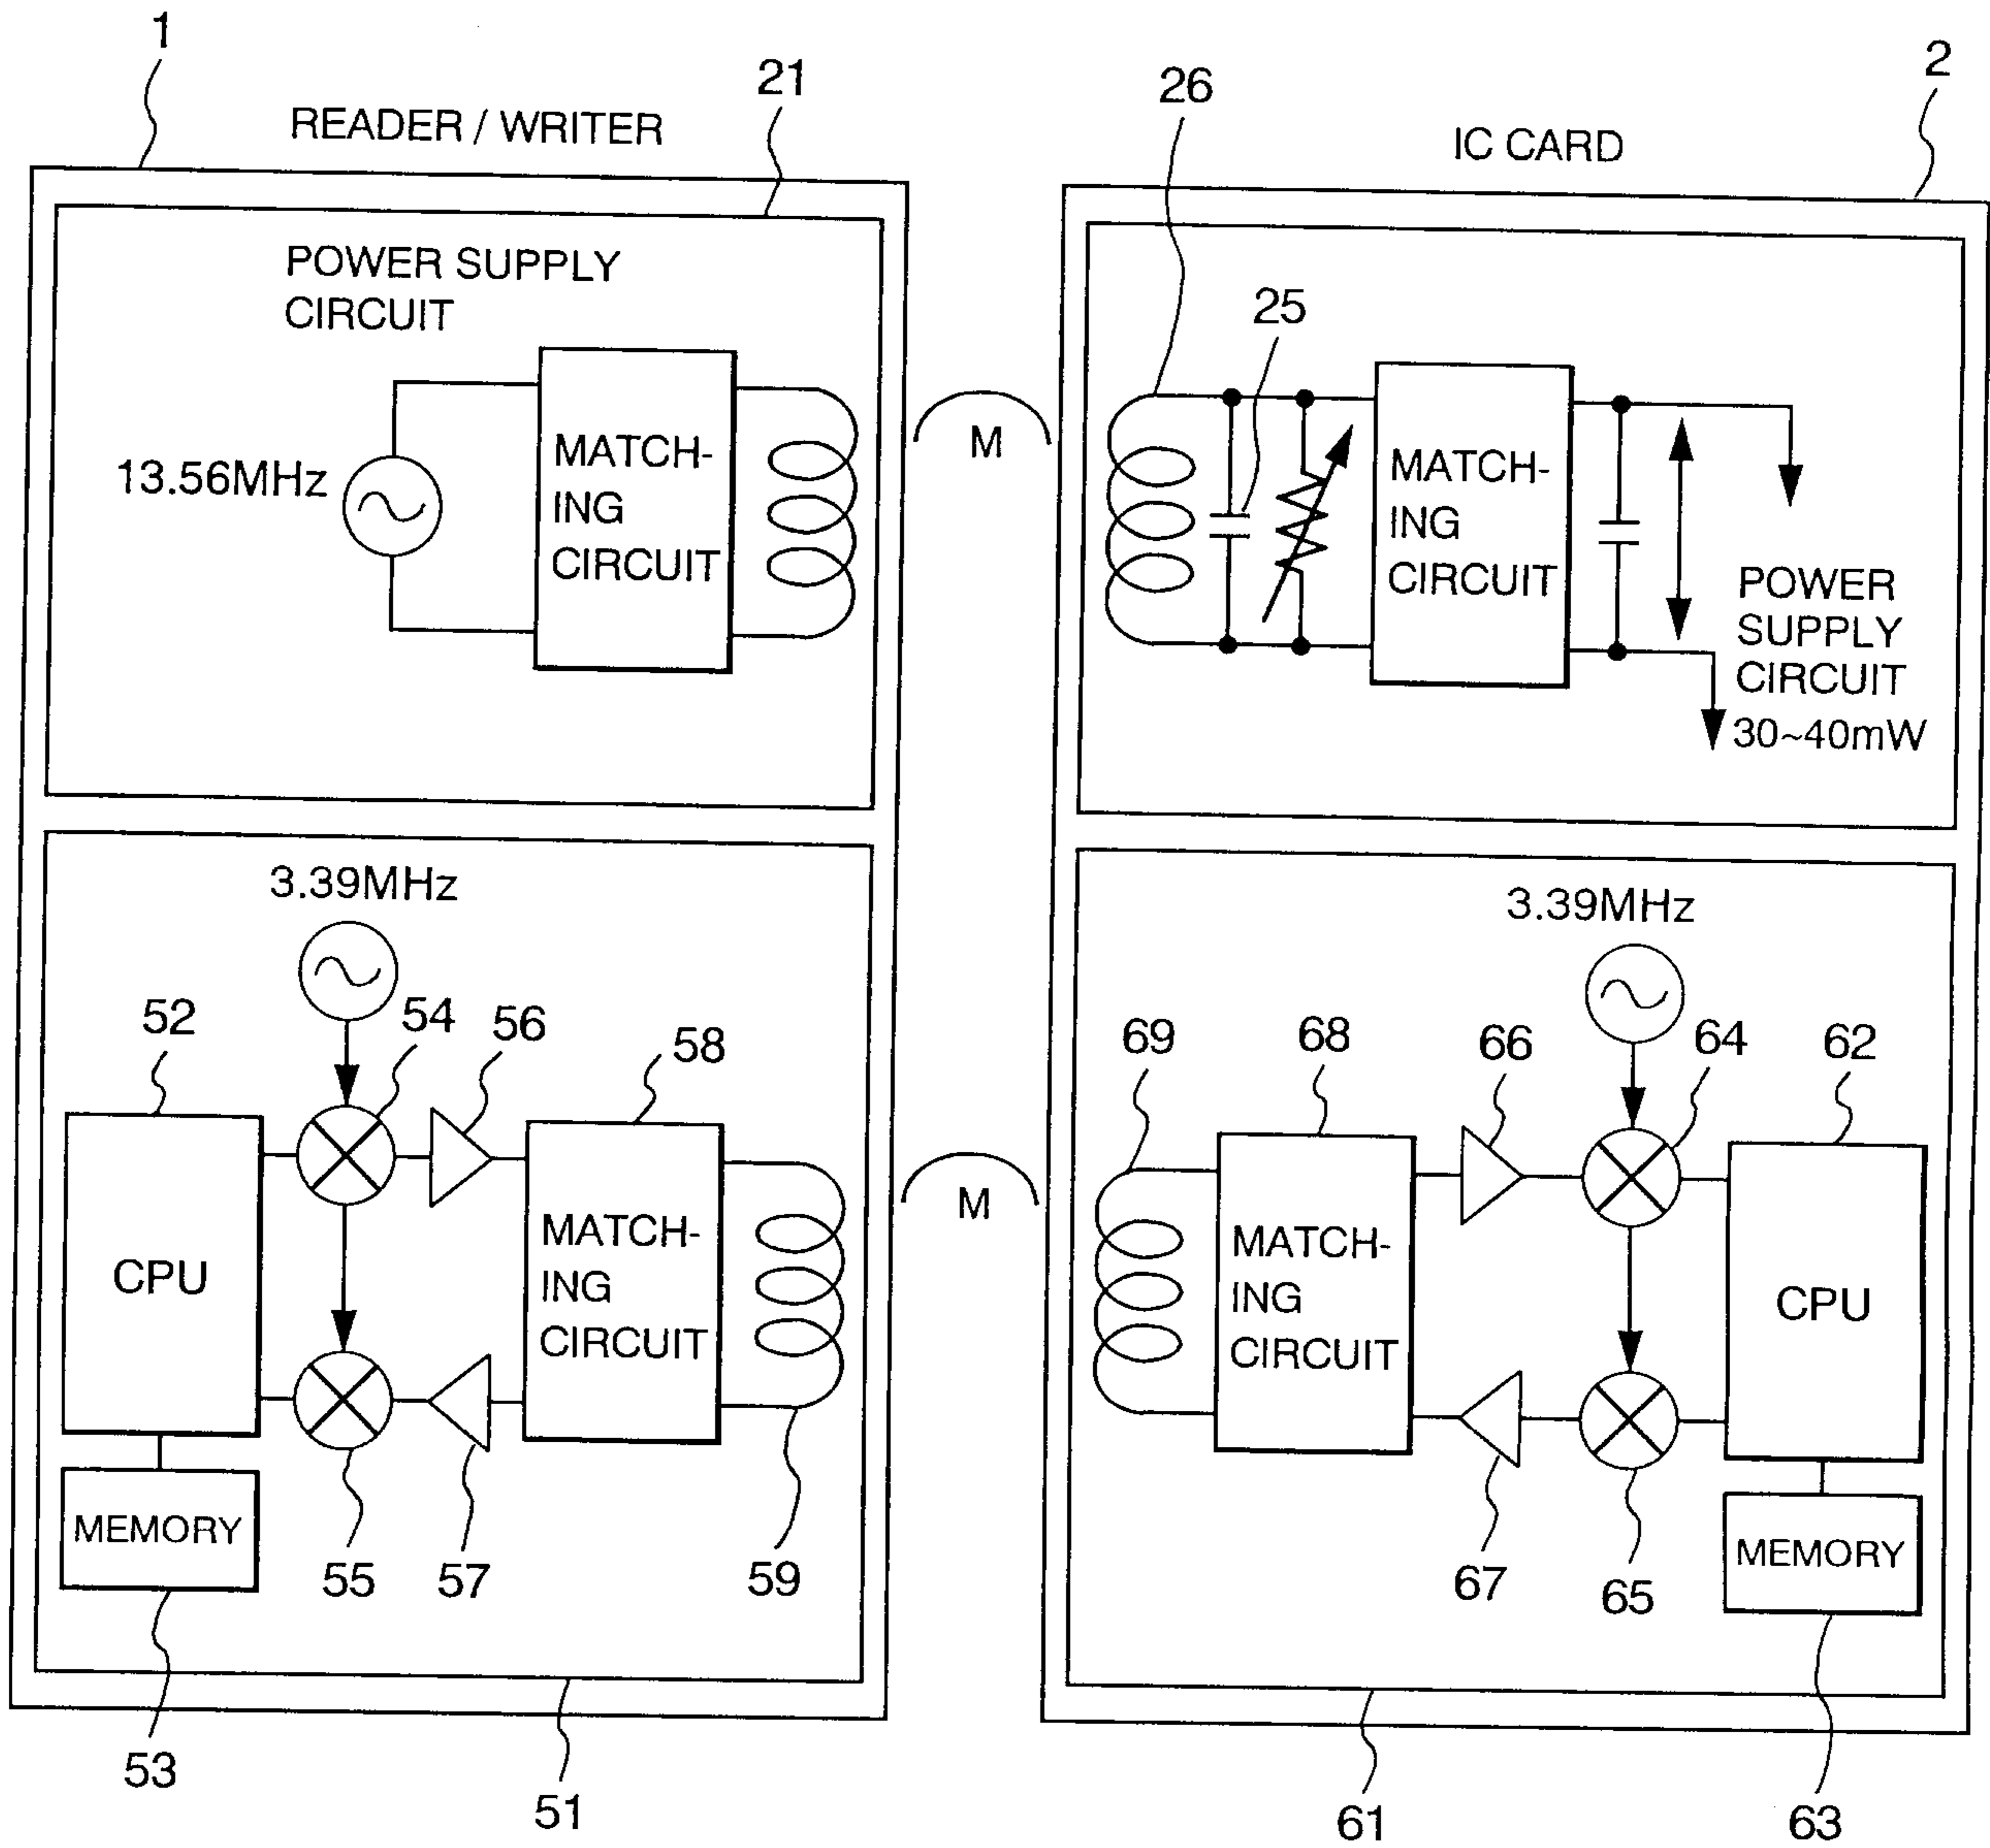 1
READER / WRITER
21
POWER SUPPLY
CIRCUIT
13.56MHz
MATCH-
ING
CIRCUIT
M
2
IC CARD
26
25
MATCH-
ING
CIRCUIT
POWER
SUPPLY
CIRCUIT
30~40mW
3.39MHz
52
54
56
58
CPU
MATCH-
ING
CIRCUIT
MEMORY
55
57
59
53
51
M
3.39MHz
69
68
66
64
62
MATCH-
ING
CIRCUIT
CPU
MEMORY
67
65
61
63